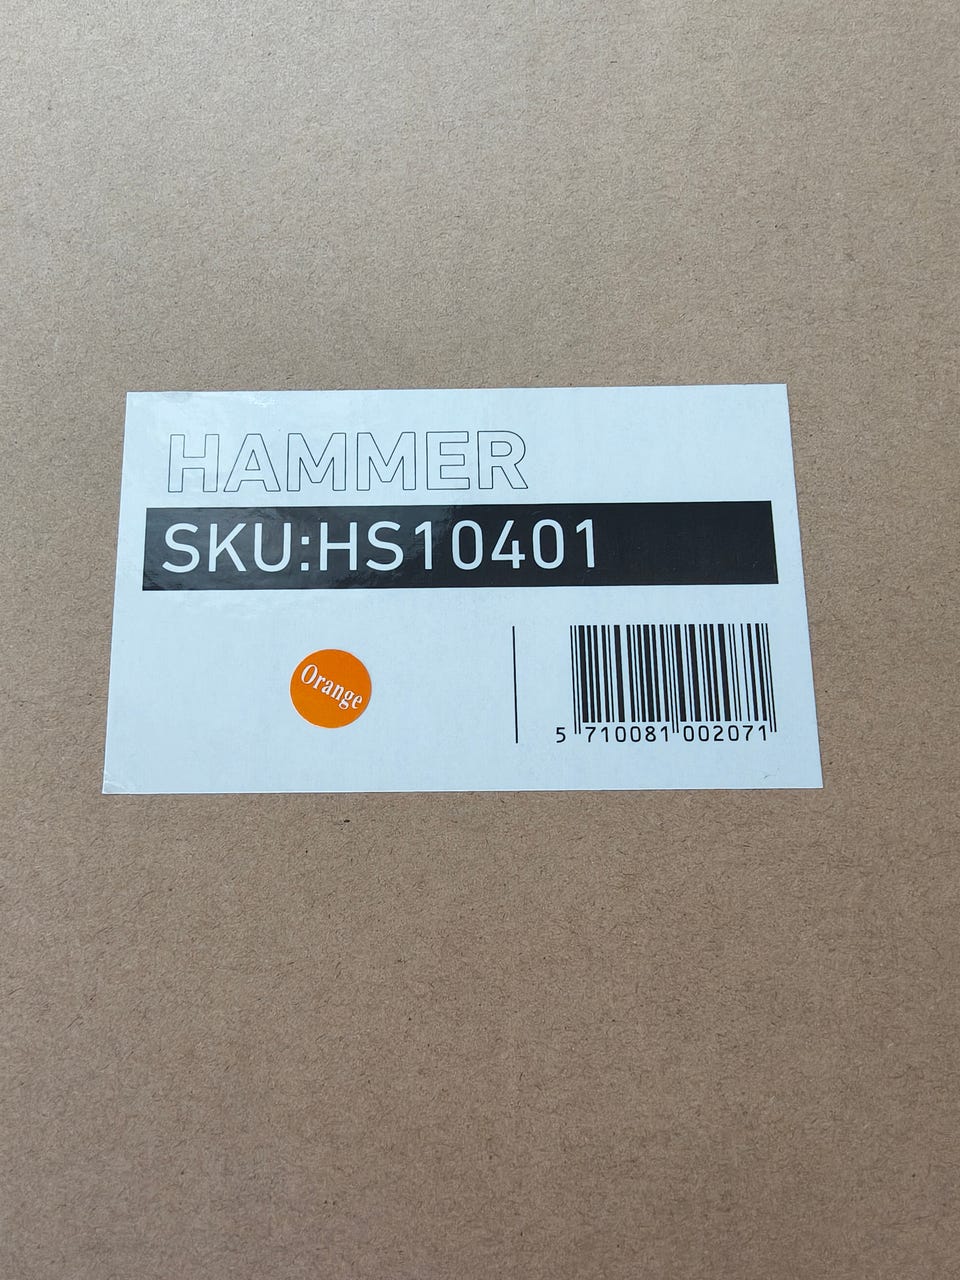 HAMMER
SKU:HS10401
Orange
5 710081 002071